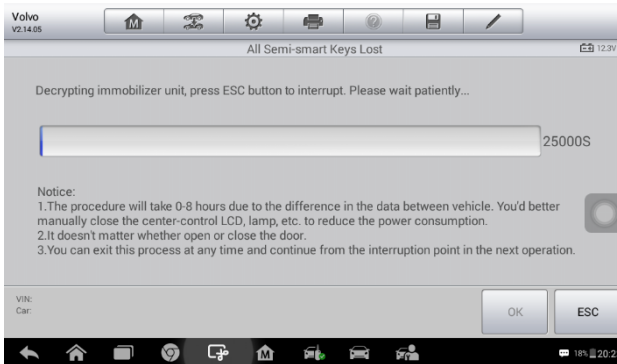 Volvo
V2.14.05
All Semi-smart Keys Lost
12.3V
Decrypting immobilizer unit, press ESC button to interrupt. Please wait patiently...
25000S
Notice:
1.The procedure will take 0-8 hours due to the difference in the data between vehicle. You'd better
manually close the center-control LCD, lamp, etc. to reduce the power consumption.
2.It doesn't matter whether open or close the door.
3.You can exit this process at any time and continue from the interruption point in the next operation.
VIN:
Car:
OK
ESC
18%